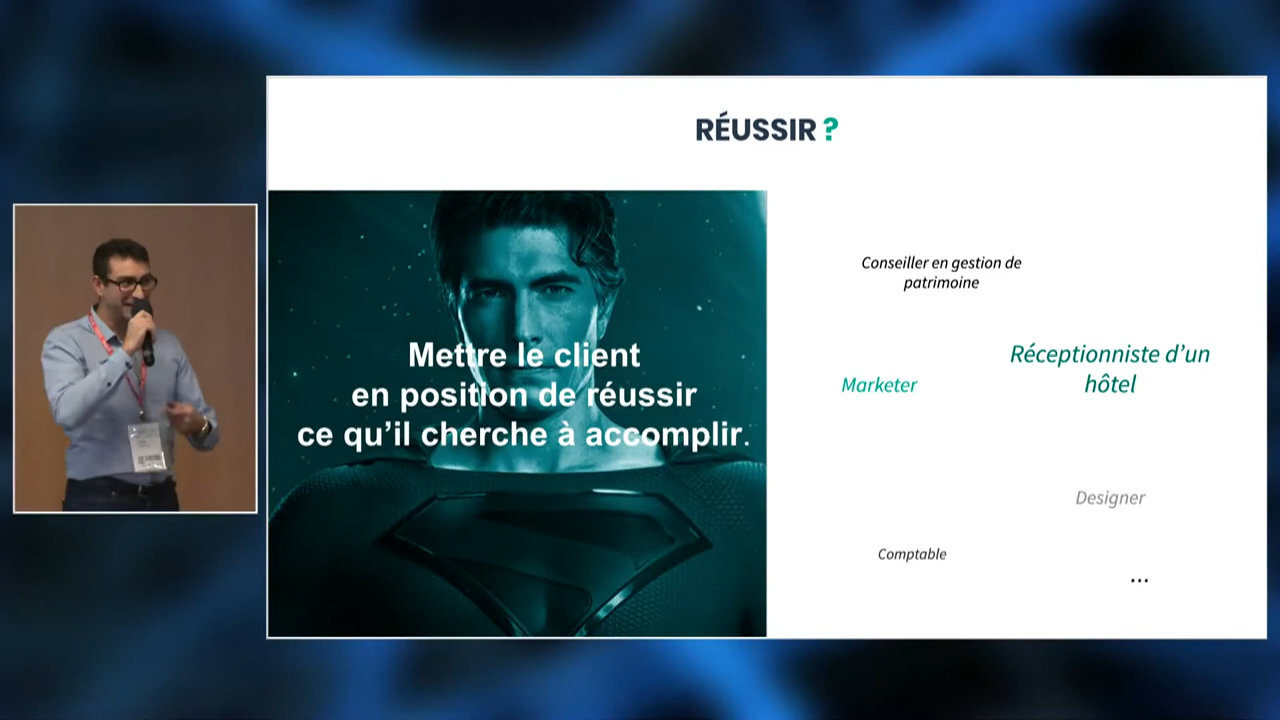 RÉUSSIR ?
Mettre le client
en position de réussir
ce qu'il cherche à accomplir.
Conseiller en gestion de
patrimoine
Réceptionniste d'un
hôtel
Marketer
Designer
Comptable
...